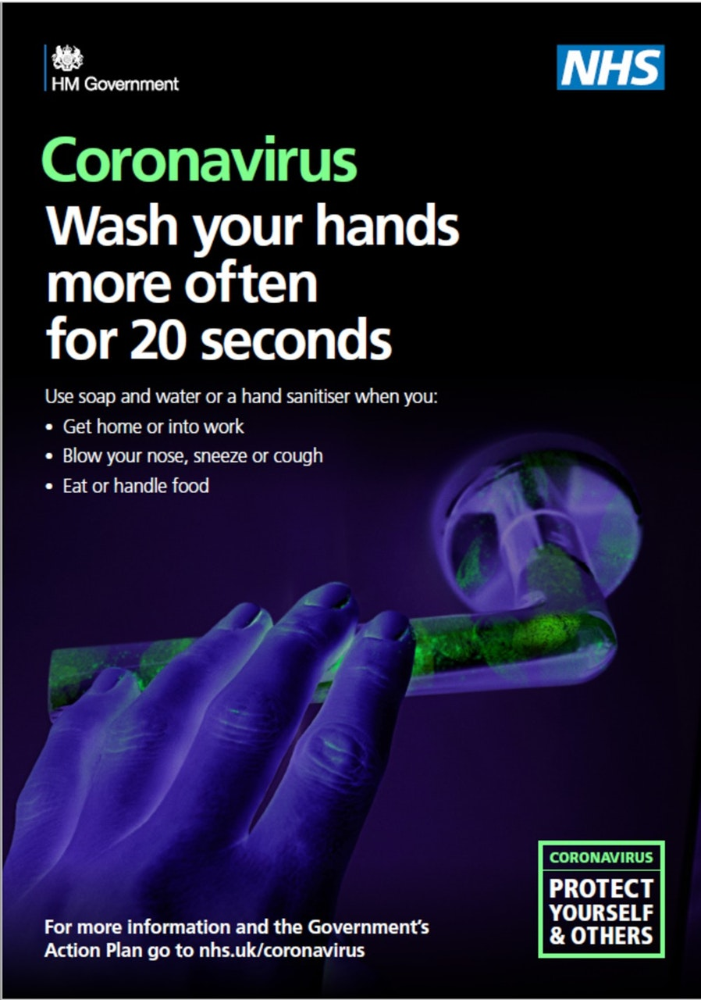 HM Government
NHS
Coronavirus
Wash your hands
more often
for 20 seconds
Use soap and water or a hand sanitiser when you:
• Get home or into work
• Blow your nose, sneeze or cough
• Eat or handle food
For more information and the Government’s
Action Plan go to nhs.uk/coronavirus
CORONAVIRUS
PROTECT
YOURSELF
& OTHERS